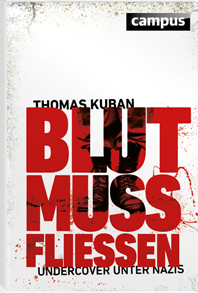 campus
THOMAS KUBAN
BLUT
MUSS
FLIESSEN
UNDERCOVER UNTER NAZIS